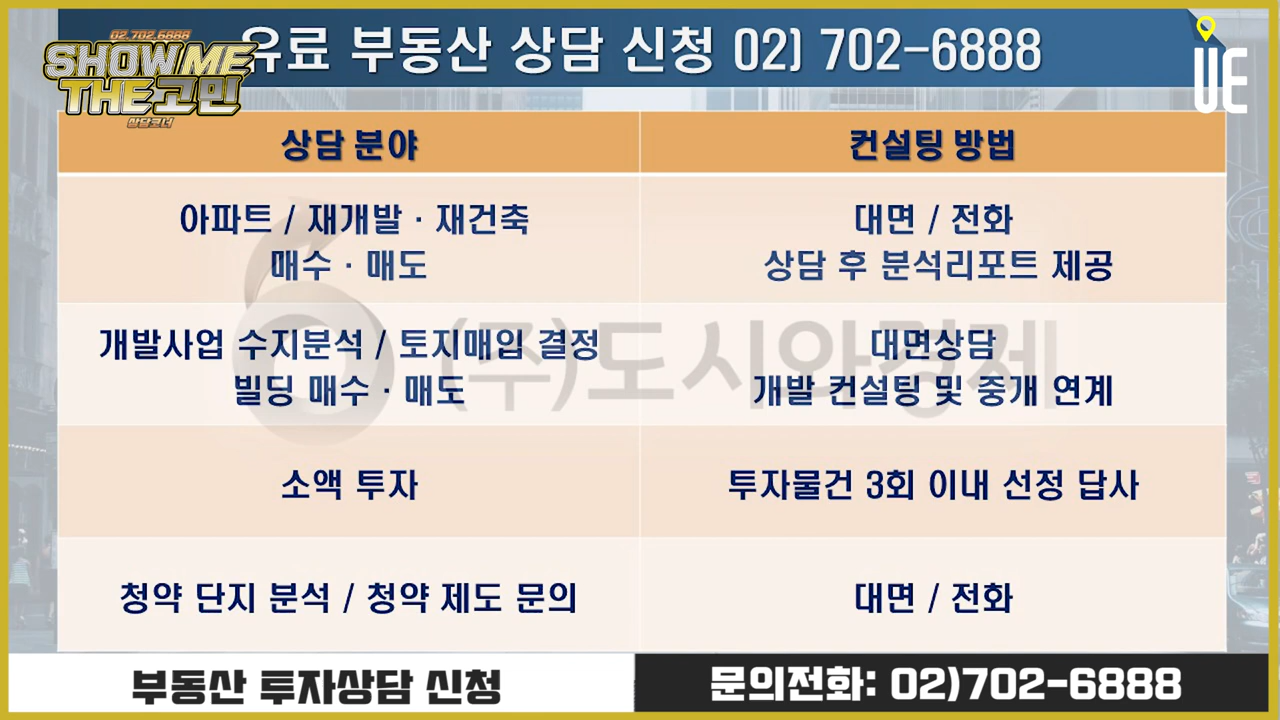 02.702.6888
SHOW ME
THE 고민
상담코너
유료 부동산 상담 신청 02) 702-6888
UE
상담 분야
컨설팅 방법
아파트 / 재개발 · 재건축
매수 · 매도
대면 / 전화
상담 후 분석리포트 제공
개발사업 수지분석 / 토지매입 결정
빌딩 매수 · 매도
대면상담
개발 컨설팅 및 중개 연계
(주)도시와경제
소액 투자
투자물건 3회 이내 선정 답사
청약 단지 분석 / 청약 제도 문의
대면 / 전화
부동산 투자상담 신청
문의전화: 02)702-6888